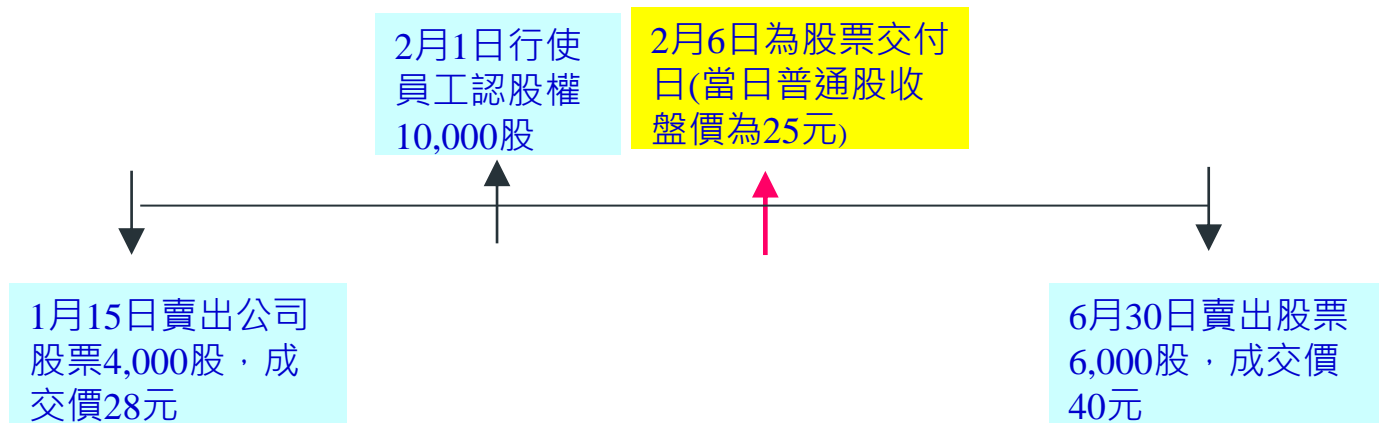 2月1日行使
員工認股權
10,000股
2月6日為股票交付
日(當日普通股收
盤價為25元)
1月15日賣出公司
股票4,000股，成
交價28元
6月30日賣出股票
6,000股，成交價
40元